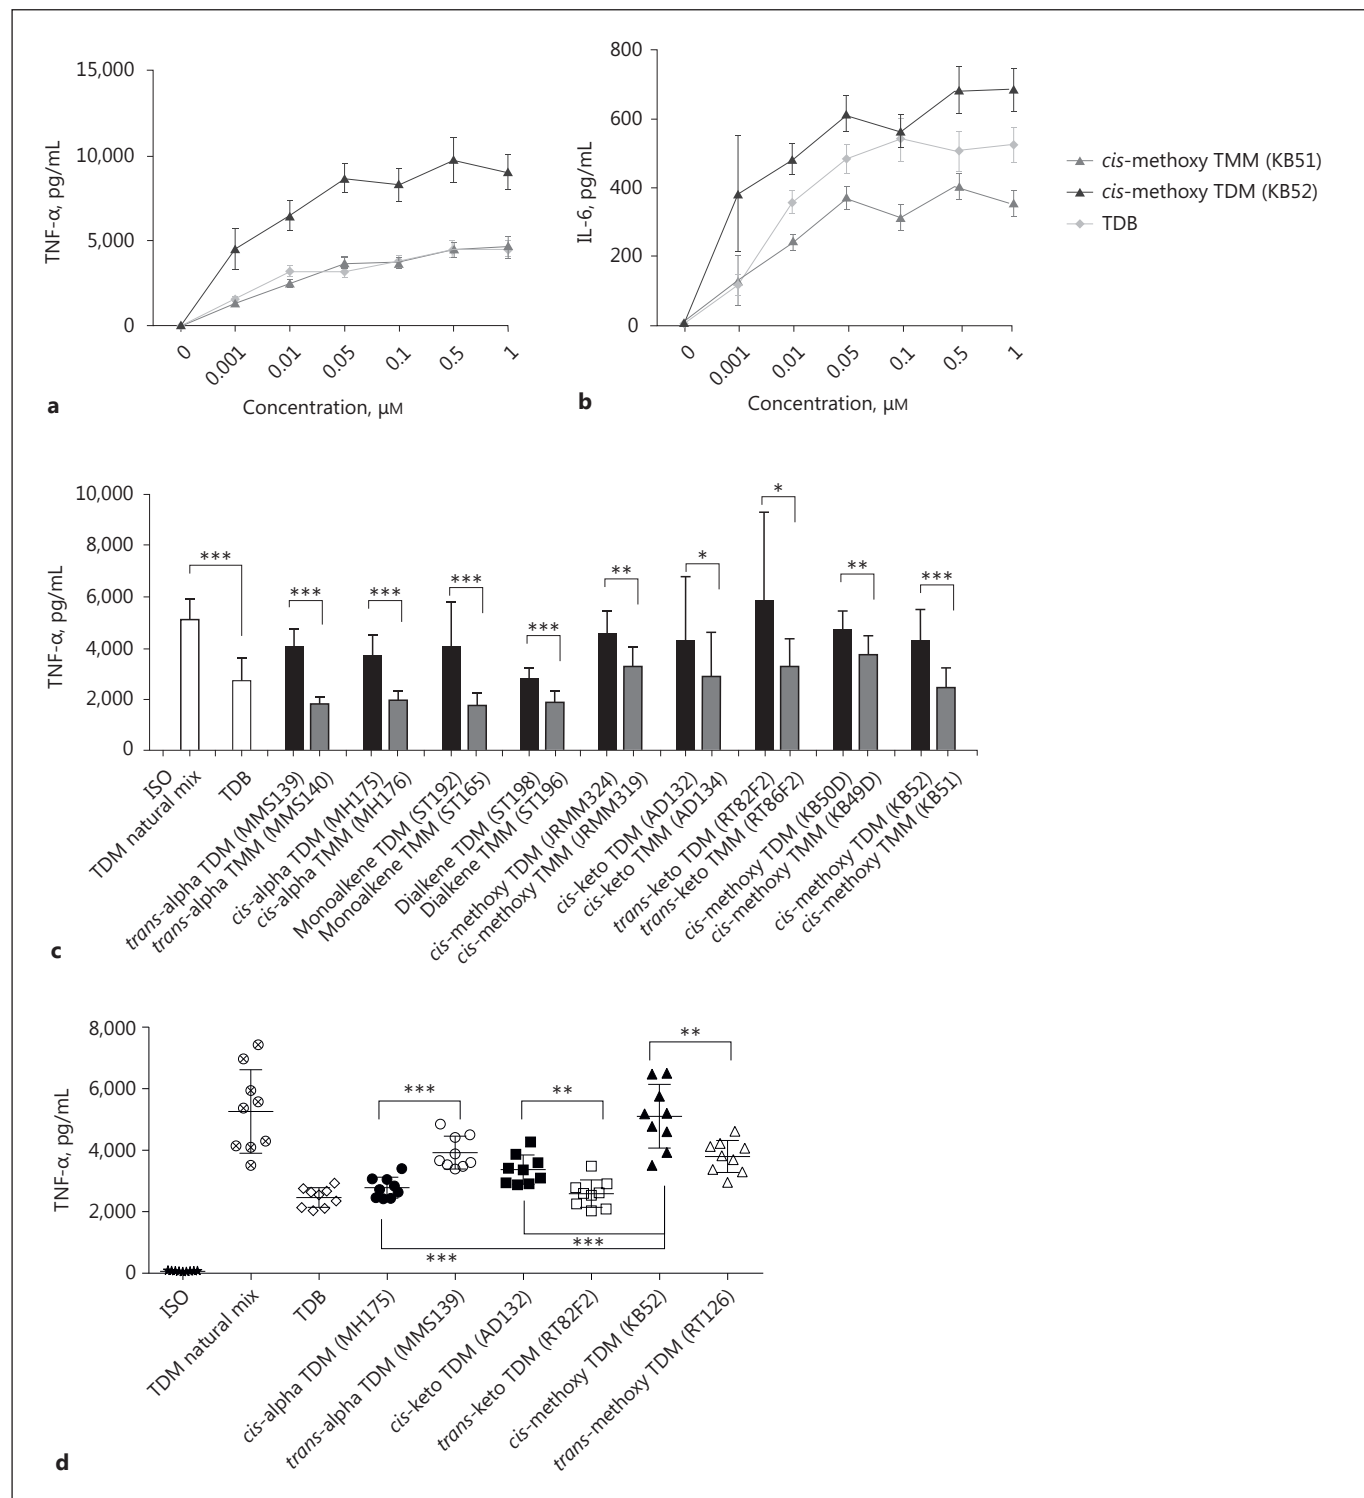 15,000
10,000
5,000
0
TNF-α, pg/mL
0
0.001
0.01
0.05
0.1
0.5
1
Concentration, µM
a
800
600
400
200
0
IL-6, pg/mL
0
0.001
0.01
0.05
0.1
0.5
1
Concentration, µM
b
cis-methoxy TMM (KB51)
cis-methoxy TDM (KB52)
TDB
10,000
8,000
6,000
4,000
2,000
0
TNF-α, pg/mL
***
***
***
***
***
**
*
*
**
***
ISO
TDM natural mix
TDB
trans-alpha TDM (MMS139)
trans-alpha TMM (MMS140)
cis-alpha TDM (MH175)
cis-alpha TMM (MH176)
Monoalkene TDM (ST192)
Monoalkene TMM (ST165)
Dialkene TDM (ST198)
Dialkene TMM (ST196)
cis-methoxy TDM (JRMM324)
cis-methoxy TMM (JRMM319)
cis-keto TDM (AD132)
cis-keto TMM (AD134)
trans-keto TDM (RT82F2)
trans-keto TMM (RT86F2)
cis-methoxy TDM (KB50D)
cis-methoxy TMM (KB49D)
cis-methoxy TDM (KB52)
cis-methoxy TMM (KB51)
c
8,000
6,000
4,000
2,000
0
TNF-α, pg/mL
***
**
**
***
***
ISO
TDM natural mix
TDB
cis-alpha TDM (MH175)
trans-alpha TDM (MMS139)
cis-keto TDM (AD132)
trans-keto TDM (RT82F2)
cis-methoxy TDM (KB52)
trans-methoxy TDM (RT126)
d